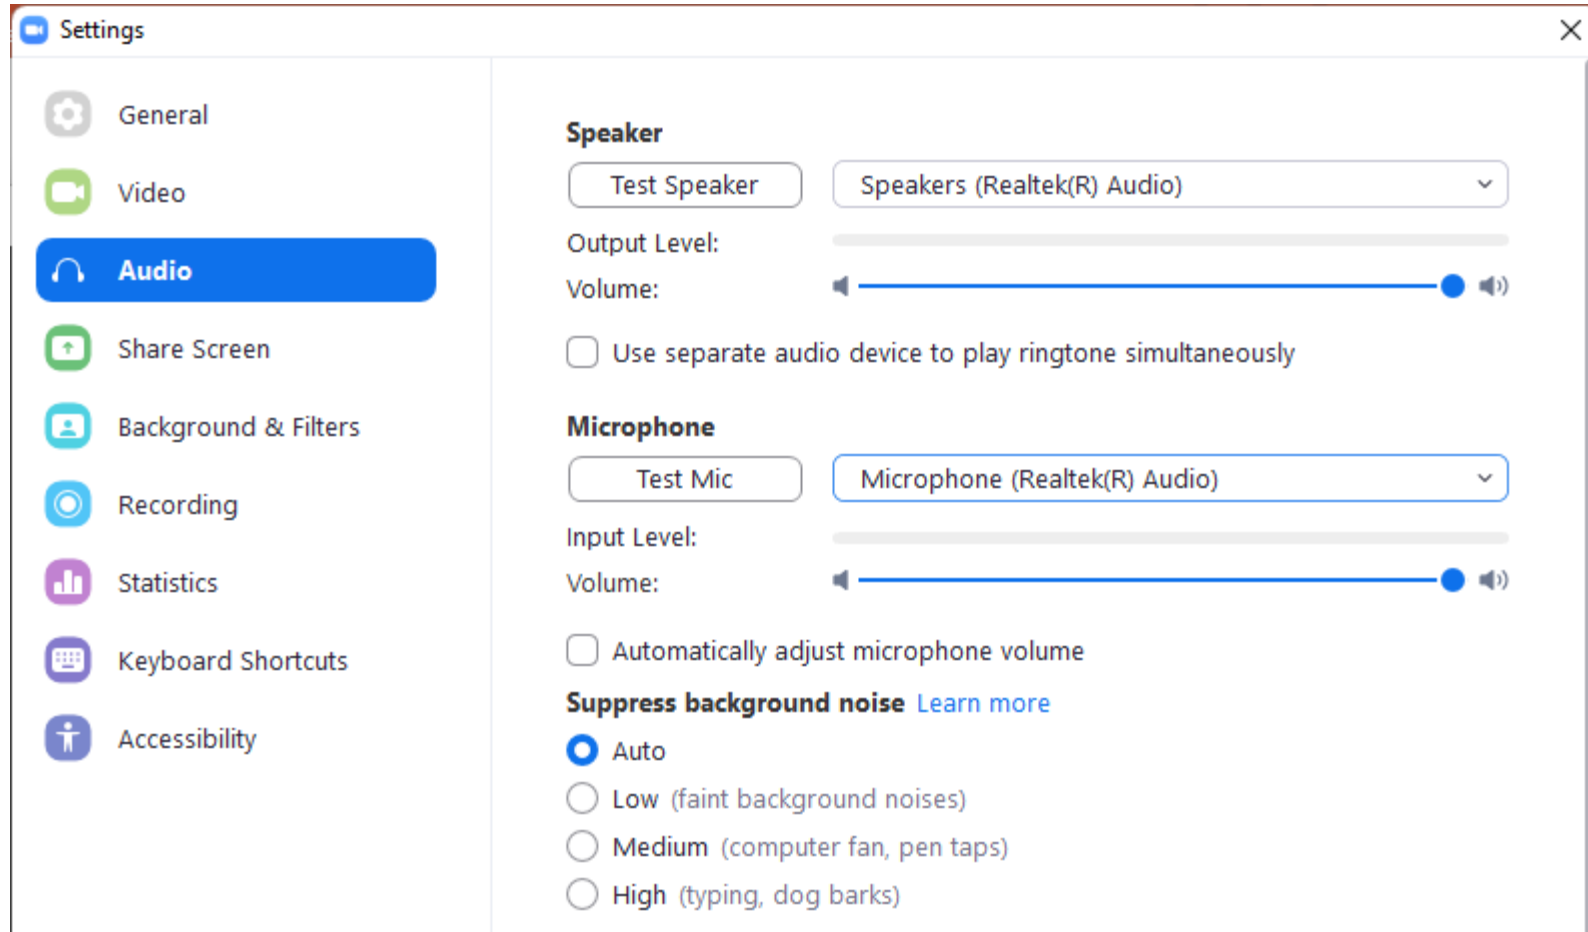 Settings
General
Video
Audio
Share Screen
Background & Filters
Recording
Statistics
Keyboard Shortcuts
Accessibility
Speaker
Test Speaker
Speakers (Realtek(R) Audio)
Output Level:
Volume:
Use separate audio device to play ringtone simultaneously
Microphone
Test Mic
Microphone (Realtek(R) Audio)
Input Level:
Volume:
Automatically adjust microphone volume
Suppress background noise Learn more
Auto
Low (faint background noises)
Medium (computer fan, pen taps)
High (typing, dog barks)